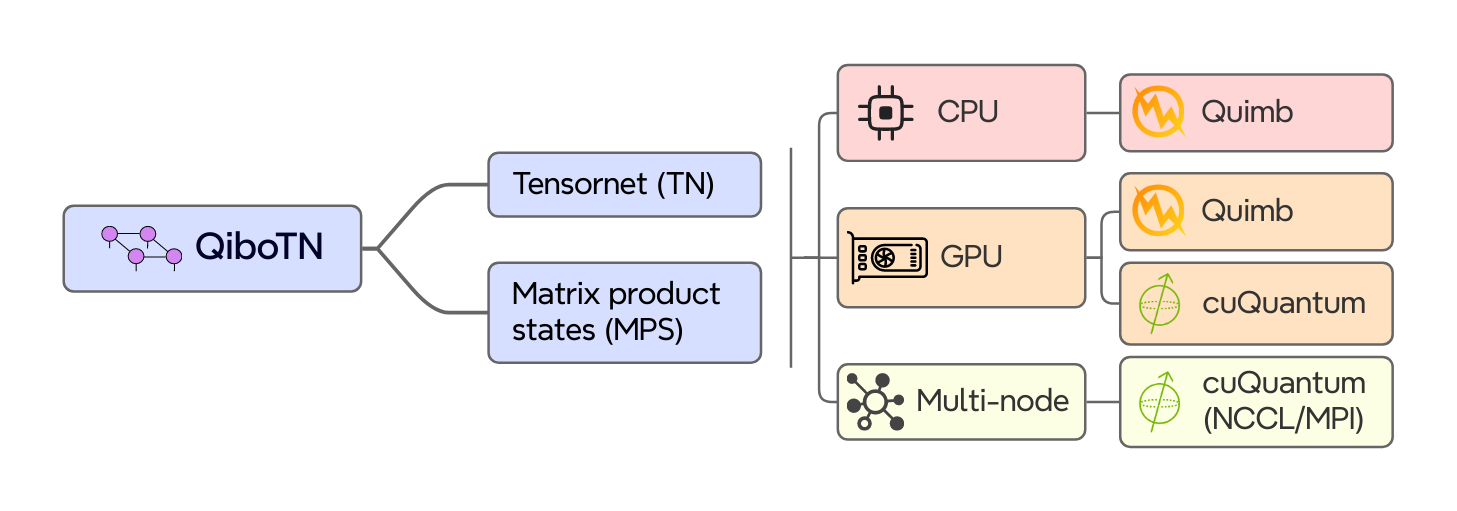 QiboTN
Tensornet (TN)
Matrix product
states (MPS)
CPU
Quimb
GPU
Quimb
cuQuantum
Multi-node
cuQuantum
(NCCL/MPI)